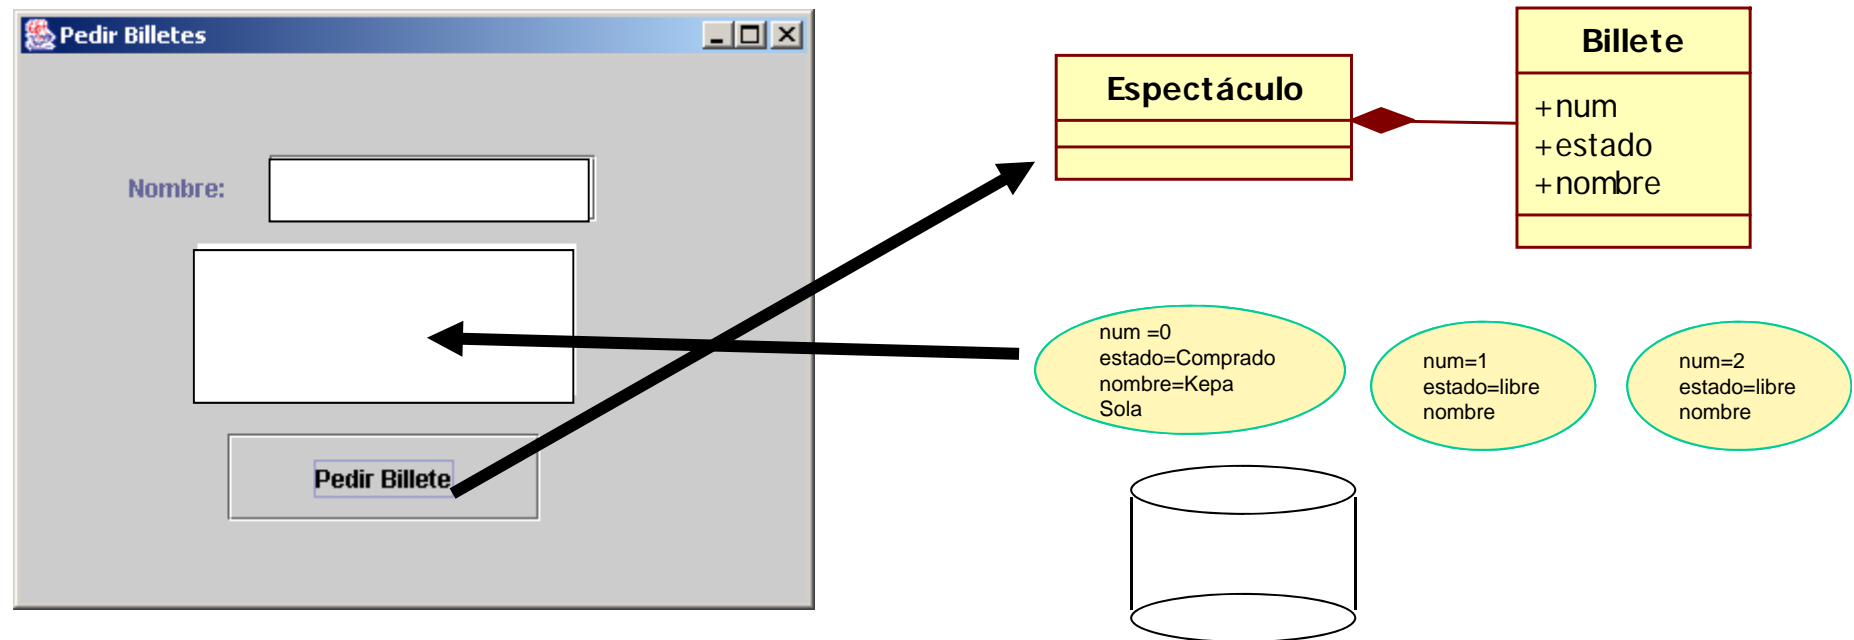 Pedir Billetes
Nombre:
Pedir Billete
Espectáculo
Billete
+num
+estado
+nombre
num =0
estado=Comprado
nombre=Kepa
Sola
num=1
estado=libre
nombre
num=2
estado=libre
nombre